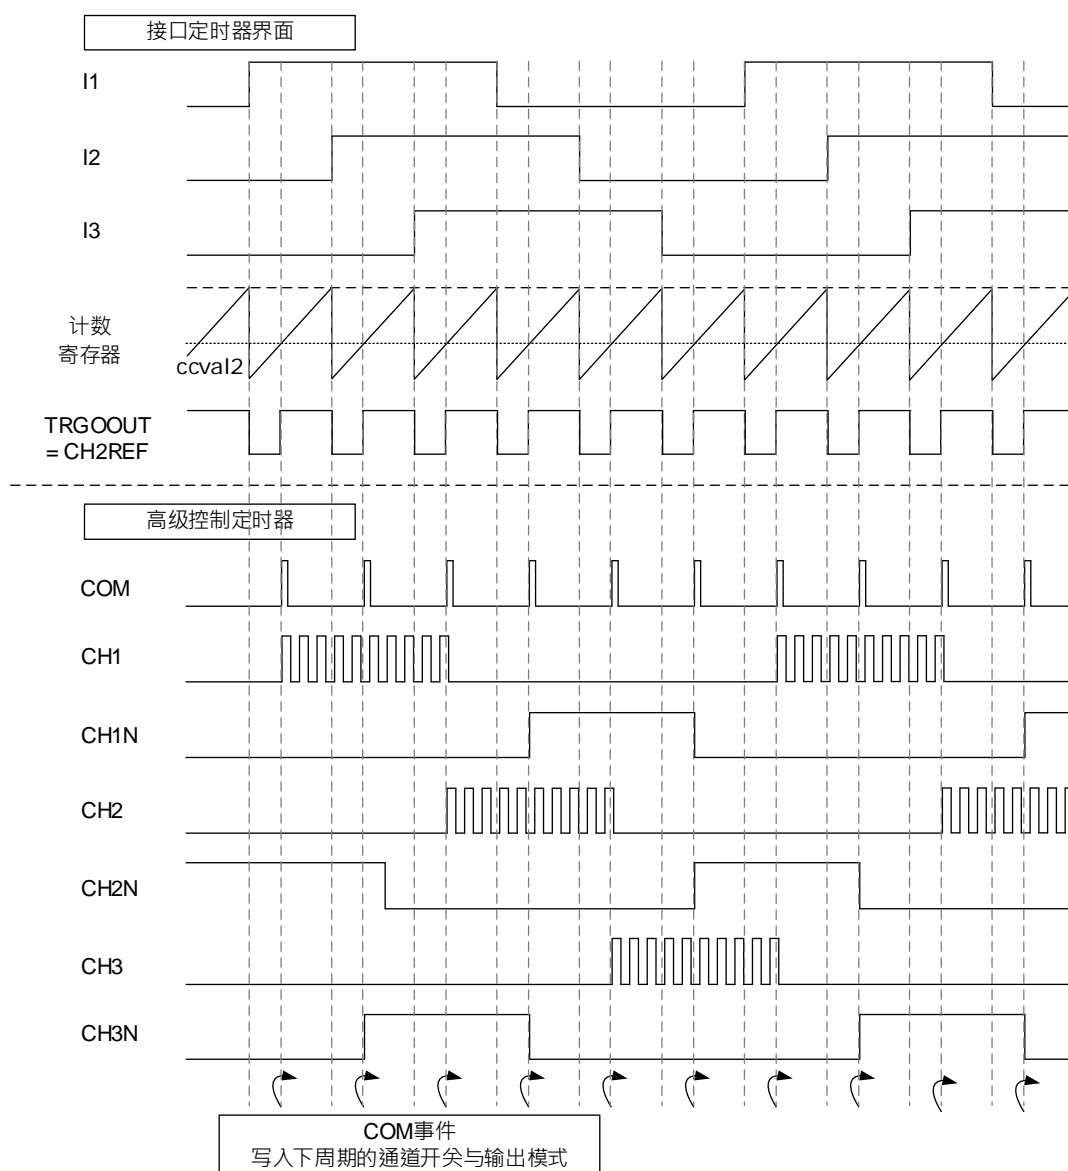 接口定时器界面
I1
I2
I3
计数
寄存器
ccval2
TRGOOUT
= CH2REF
高级控制定时器
COM
CH1
CH1N
CH2
CH2N
CH3
CH3N
COM事件
写入下周期的通道开关与输出模式